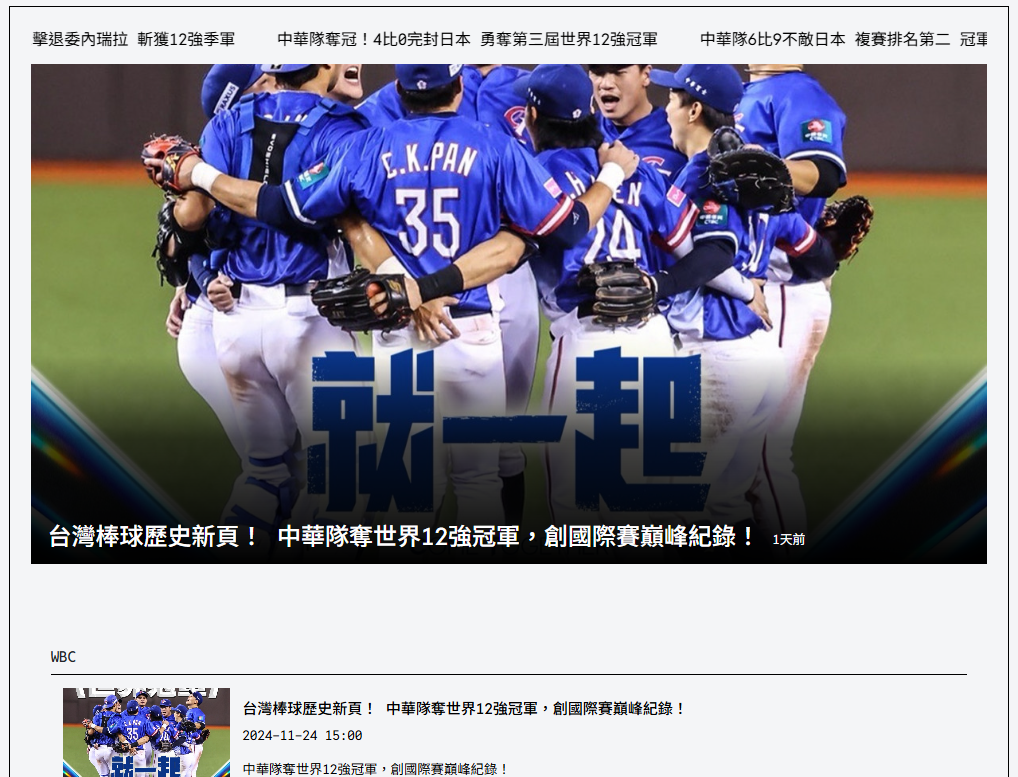 擊退委內瑞拉 斬獲12強季軍 中華隊奪冠！4比0完封日本 勇奪第三屆世界12強冠軍 中華隊6比9不敵日本 複賽排名第二 冠軍
C.K.PAN
35
24
就一起
台灣棒球歷史新頁！ 中華隊奪世界12強冠軍，創國際賽巔峰紀錄！ 1天前
WBC
台灣棒球歷史新頁！ 中華隊奪世界12強冠軍，創國際賽巔峰紀錄！
2024-11-24 15:00
35
就一起
中華隊奪世界12強冠軍，創國際賽巔峰紀錄！